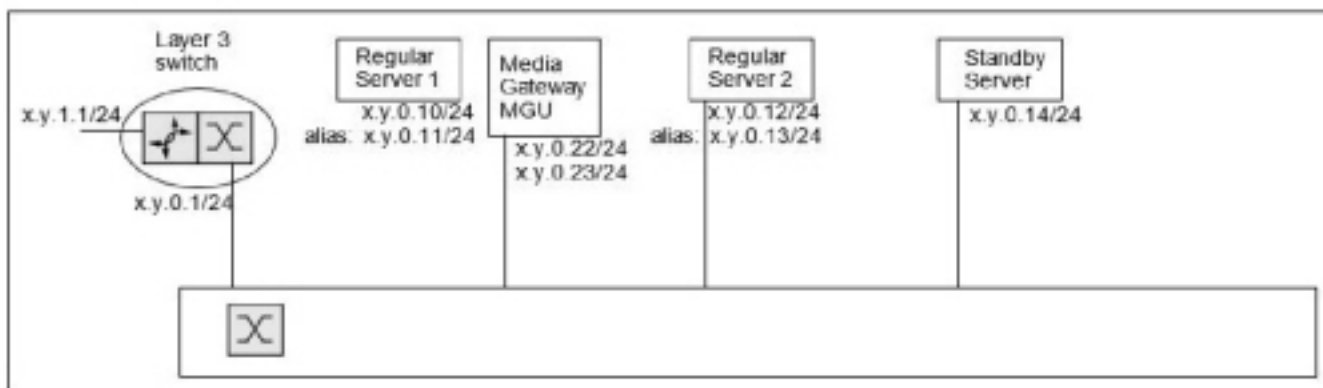 Layer 3
switch
x.y.1.1/24
x.y.0.1/24
Regular
Server 1
x.y.0.10/24
alias: x.y.0.11/24
Media
Gateway
MGU
x.y.0.22/24
x.y.0.23/24
Regular
Server 2
x.y.0.12/24
alias: x.y.0.13/24
Standby
Server
x.y.0.14/24